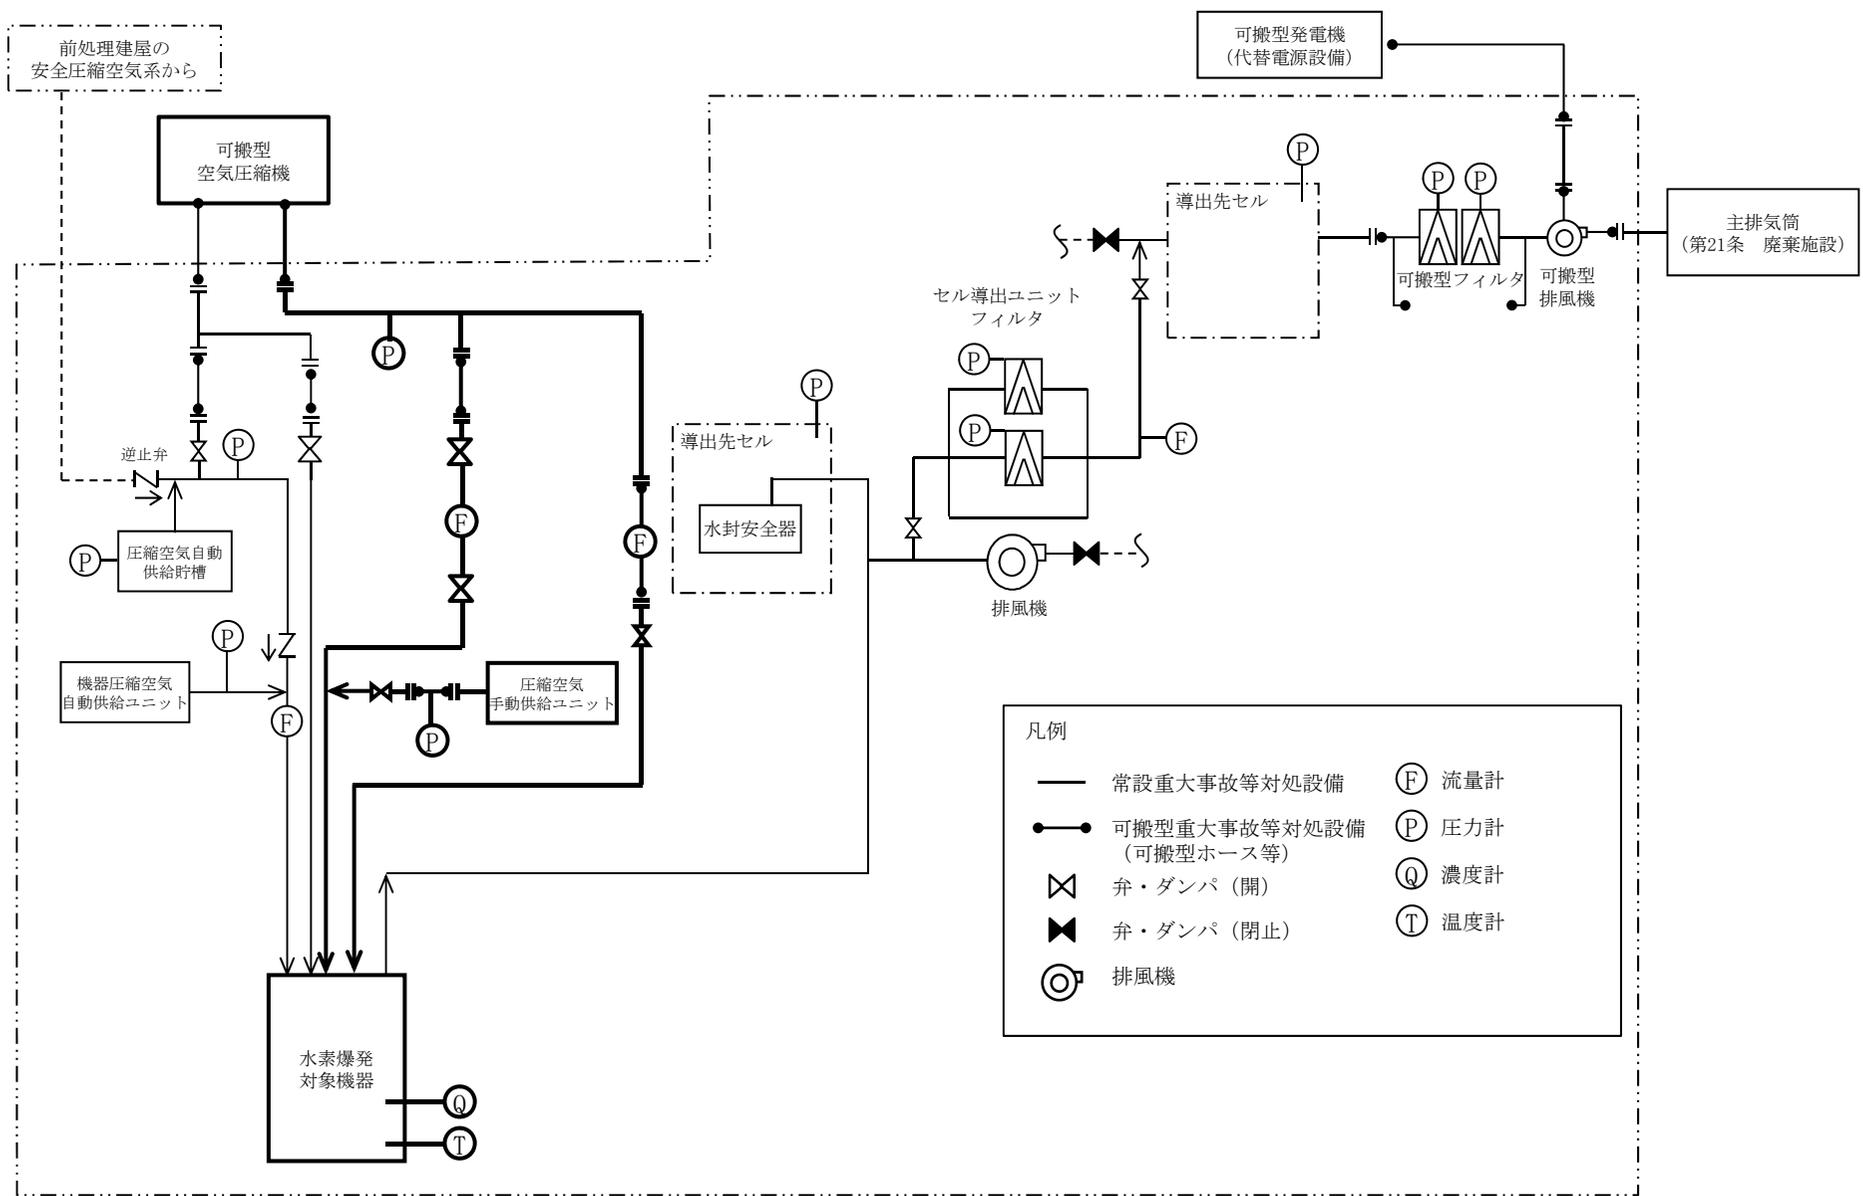 前処理建屋の
安全圧縮空気系から
可搬型発電機
（代替電源設備）
可搬型
空気圧縮機
P
導出先セル
P
P
主排気筒
（第21条　廃棄施設）
可搬型フィルタ
可搬型
排風機
セル導出ユニット
フィルタ
P
P
P
F
P
導出先セル
水封安全器
排風機
逆止弁
P
F
F
P
圧縮空気自動
供給貯槽
P
機器圧縮空気
自動供給ユニット
F
圧縮空気
手動供給ユニット
P
水素爆発
対象機器
Q
T
凡例
常設重大事故等対処設備
可搬型重大事故等対処設備
（可搬型ホース等）
弁・ダンパ（開）
弁・ダンパ（閉止）
排風機
F 流量計
P 圧力計
Q 濃度計
T 温度計